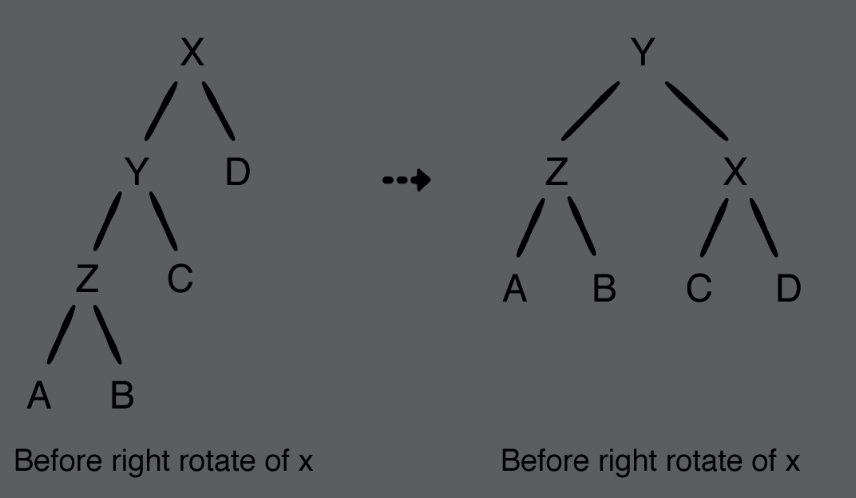 X Y
Y D Z X
Z C A B C D
A B
Before right rotate of x Before right rotate of x